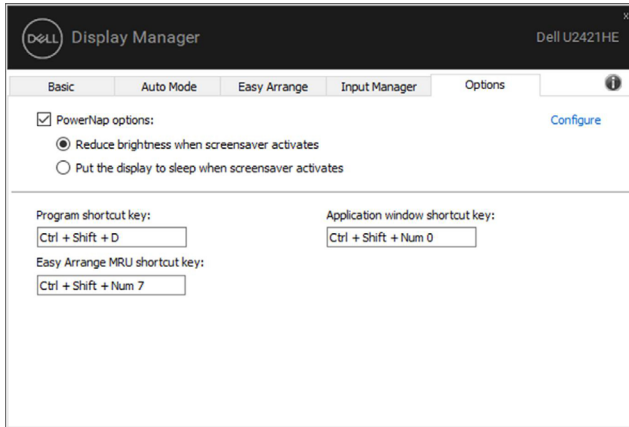 x
DELL Display Manager Dell U2421HE
Basic Auto Mode Easy Arrange Input Manager Options i
PowerNap options: Configure
Reduce brightness when screensaver activates
Put the display to sleep when screensaver activates
Program shortcut key: Application window shortcut key:
Ctrl + Shift + D Ctrl + Shift + Num 0
Easy Arrange MRU shortcut key:
Ctrl + Shift + Num 7